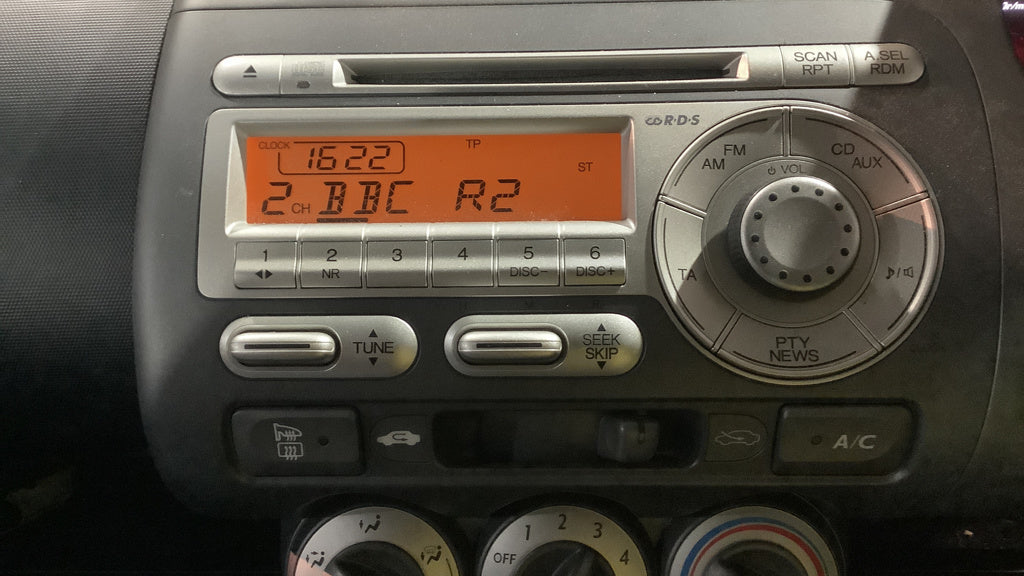 SCAN
RPT
A.SEL
RDM
R·D·S
CLOCK 16 22
TP
ST
2 CH BBC R2
FM
AM
CD
AUX
VOL
TA
PTY
NEWS
1
2
NR
3
4
5
DISC-
6
DISC+
TUNE
SEEK
SKIP
A/C
OFF 1 2 3 4